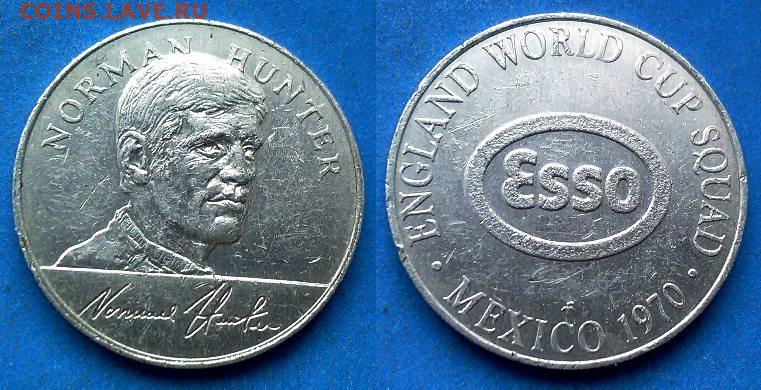 COINS.LAVE.RU
NORMAN HUNTER
Norman Hunter
· ENGLAND WORLD CUP SQUAD ·
Esso
MEXICO 1970